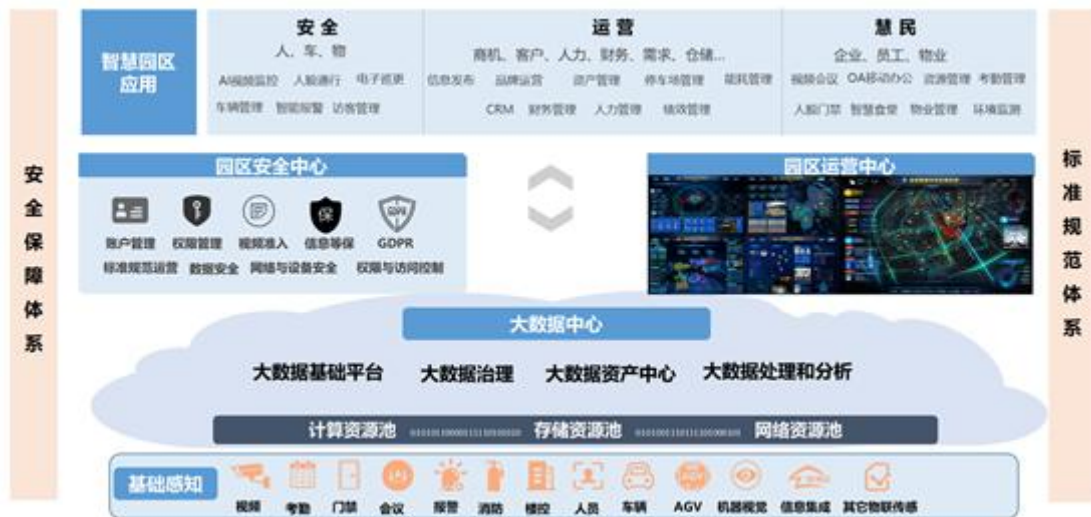 安全保障体系
智慧园区
应用
安全
人、车、物
AI视频监控 人脸通行 电子巡更
车辆管理 智能报警 访客管理
运营
商机、客户、人力、财务、需求、仓储...
信息发布 品牌运营 资产管理 停车场管理 能耗管理
CRM 财务管理 人力管理 绩效管理
慧民
企业、员工、物业
视频会议 OA移动办公 资源管理 考勤管理
人脸门禁 智慧食堂 物业管理 环境监测
园区安全中心
保
GDPR
账户管理 权限管理 视频准入 信息等保 GDPR
标准规范运营 数据安全 网络与设备安全 权限与访问控制
园区运营中心
大数据中心
大数据基础平台 大数据治理 大数据资产中心 大数据处理和分析
计算资源池 存储资源池 网络资源池
基础感知
视频 考勤 门禁 会议 报警 消防 楼控 人员 车辆 AGV 机器视觉 信息集成 其它物联传感
标准规范体系